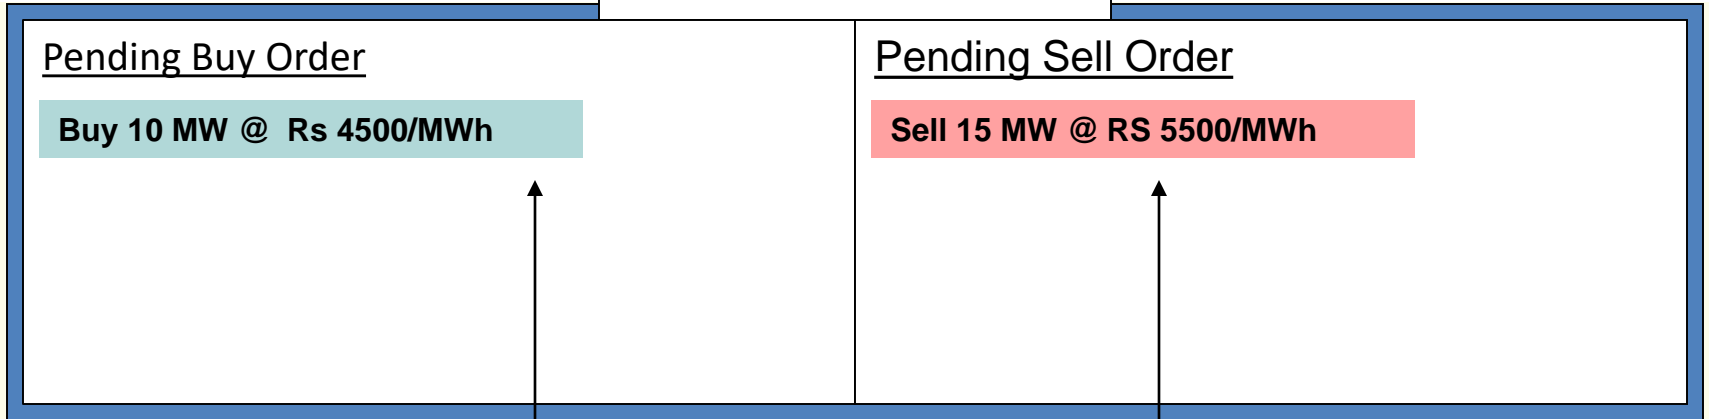 Pending Buy Order
Buy 10 MW @ Rs 4500/MWh
Pending Sell Order
Sell 15 MW @ RS 5500/MWh